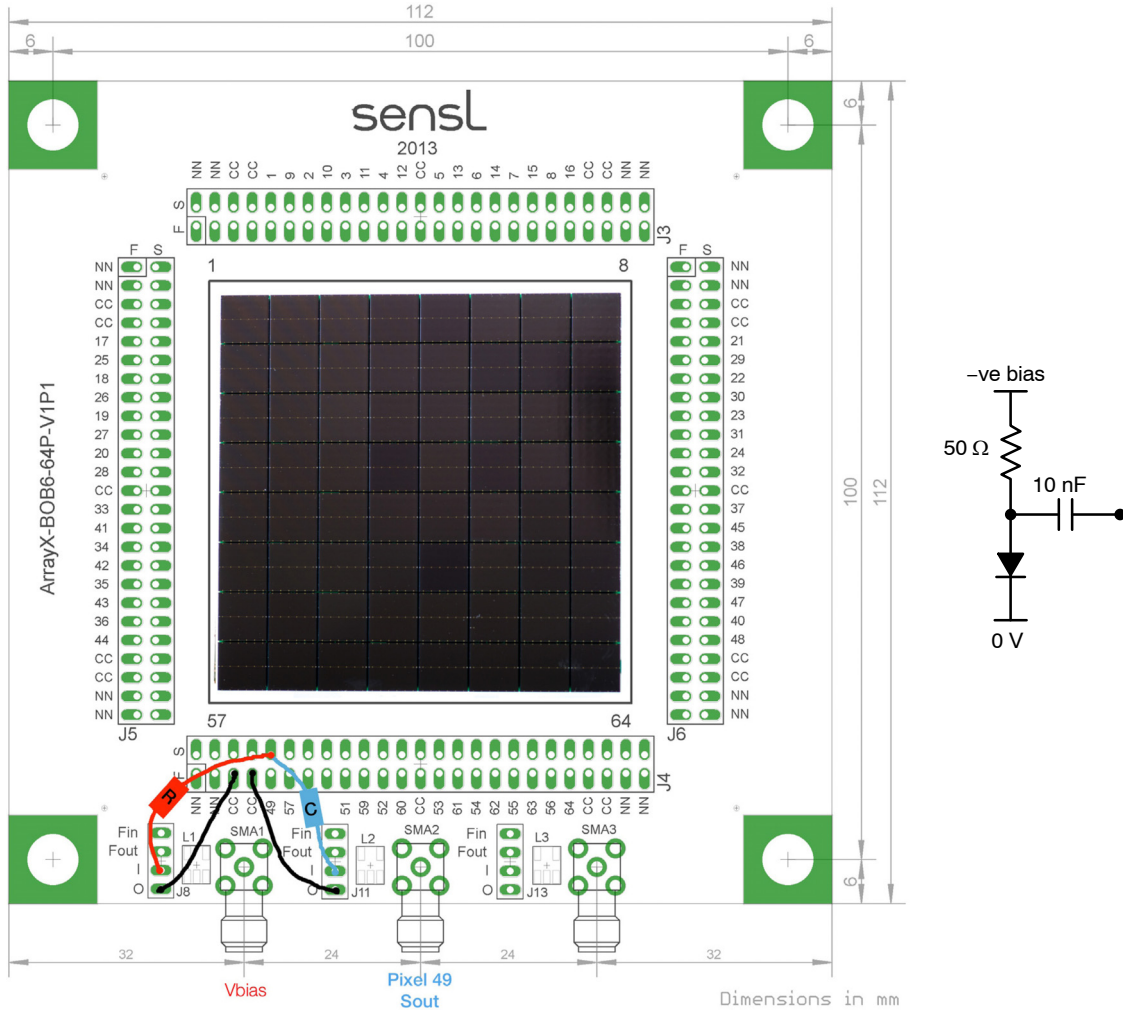 112
6 100 6
sensL
2013
NN NN CC CC 1 9 2 10 3 11 4 12 CC 5 13 6 14 7 15 8 16 CC CC NN NN
S
F
J3
F S
F S
1 8
NN
NN
CC
CC
17
25
18
26
19
27
20
28
CC
33
41
34
42
35
43
36
44
CC
CC
NN
NN
J5
ArrayX-BOB6-64P-V1P1
NN
NN
CC
CC
21
29
22
30
23
31
24
32
CC
37
45
38
46
39
47
40
48
CC
CC
NN
NN
J6
6
100
112
6
57 64
S
F
J4
NN NN CC CC 49 57 51 59 52 60 CC 53 61 54 62 55 63 56 64 CC CC NN NN
R
C
Fin
Fout
I
O
J8
L1
SMA1
Fin
Fout
I
O
J11
L2
SMA2
Fin
Fout
I
O
J13
L3
SMA3
32 24 24 32
Vbias
Pixel 49
Sout
Dimensions in mm
–ve bias
50 Ω
10 nF
0 V